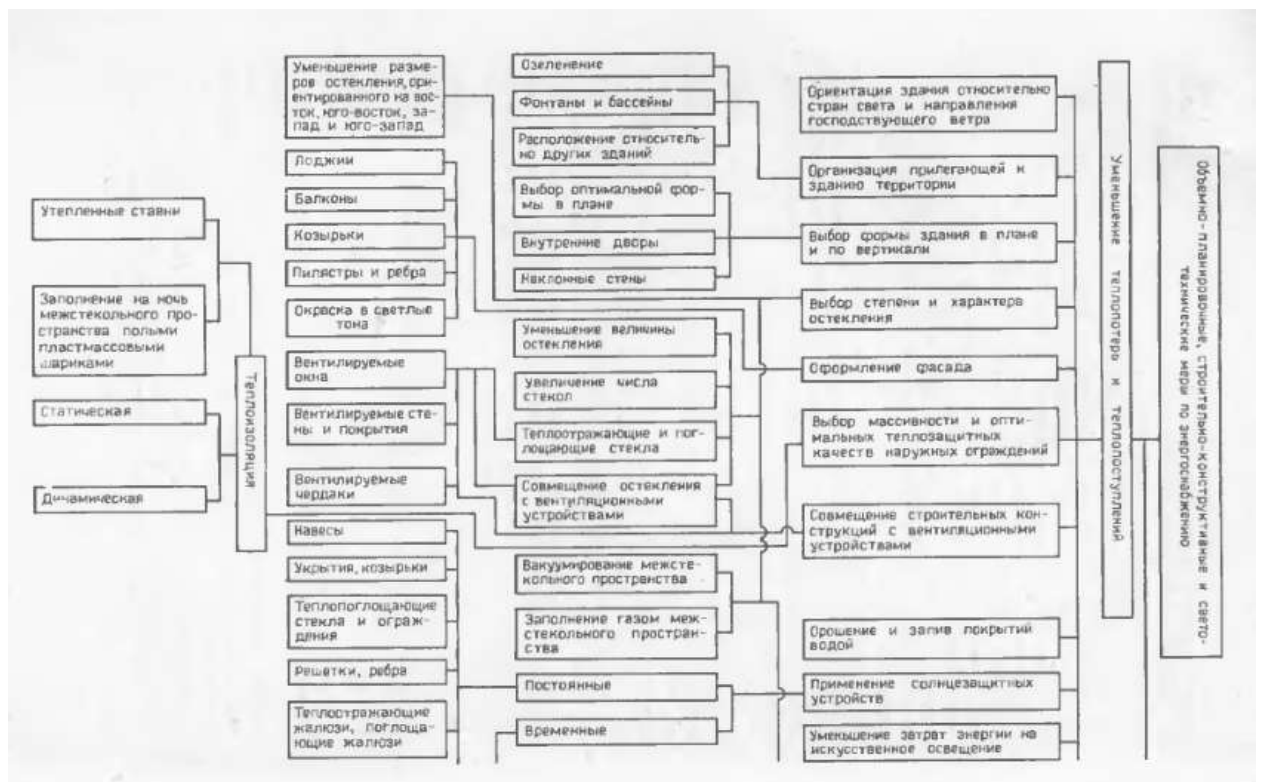 Утепленные ставни
Заполнение на ночь
межстекольного про-
странства полыми
пластмассовыми
шариками
Статическая
Динамическая
Теплоизоляция
Уменьшение разме-
ров остекления, ори-
ентированного на вос-
ток, юго-восток, за-
пад и юго-запад
Лоджии
Балконы
Козырьки
Пилястры и ребра
Окраска в светлые
тона
Вентилируемые
окна
Вентилируемые сте-
ны и покрытия
Вентилируемые
чердаки
Навесы
Укрытия, козырьки
Теплопоглощающие
стекла и ограж-
дения
Решетки, ребра
Теплоотражающие
жалюзи, поглоща-
ющие жалюзи
Озеленение
Фонтаны и бассейны
Расположение относитель-
но других зданий
Выбор оптимальной фор-
мы в плане
Внутренние дворы
Наклонные стены
Уменьшение величины
остекления
Увеличение числа
стекол
Теплоотражающие и пог-
лощающие стекла
Совмещение остекления
с вентиляционными
устройствами
Вакуумирование межсте-
кольного пространства
Заполнение газом меж-
стекольного простран-
ства
Постоянные
Временные
Ориентация здания относительно
стран света и направления
господствующего ветра
Организация прилегающей к
зданию территории
Выбор формы здания в плане
и по вертикали
Выбор степени и характера
остекления
Оформление фасада
Выбор массивности и опти-
мальных теплозащитных
качеств наружных ограждений
Совмещение строительных кон-
струкций с вентиляционными
устройствами
Орошение и залив покрытий
водой
Применение солнцезащитных
устройств
Уменьшение затрат энергии на
искусственное освещение
Уменьшение теплопотерь и теплопоступлений
Объемно-планировочные, строительно-конструктивные и свето-
технические меры по энергоснабжению